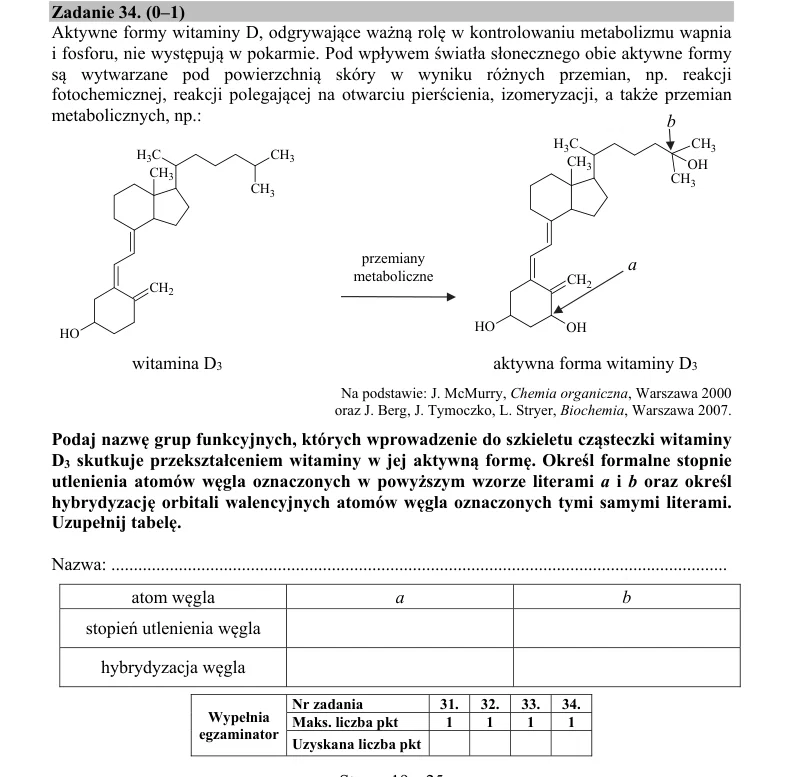 Zadanie 34. (0–1)
Aktywne formy witaminy D, odgrywające ważną rolę w kontrolowaniu metabolizmu wapnia
i fosforu, nie występują w pokarmie. Pod wpływem światła słonecznego obie aktywne formy
są wytwarzane pod powierzchnią skóry w wyniku różnych przemian, np. reakcji
fotochemicznej, reakcji polegającej na otwarciu pierścienia, izomeryzacji, a także przemian
metabolicznych, np.:
H₃C
CH₃
CH₃
CH₃
CH₂
HO
witamina D₃
przemiany
metaboliczne
b
H₃C
CH₃
CH₃
OH
CH₃
a
CH₂
HO
OH
aktywna forma witaminy D₃
Na podstawie: J. McMurry, Chemia organiczna, Warszawa 2000
oraz J. Berg, J. Tymoczko, L. Stryer, Biochemia, Warszawa 2007.
Podaj nazwę grup funkcyjnych, których wprowadzenie do szkieletu cząsteczki witaminy
D₃ skutkuje przekształceniem witaminy w jej aktywną formę. Określ formalne stopnie
utlenienia atomów węgla oznaczonych w powyższym wzorze literami a i b oraz określ
hybrydyzację orbitali walencyjnych atomów węgla oznaczonych tymi samymi literami.
Uzupełnij tabelę.
Nazwa: ....................................................................................................................................
atom węgla a b
stopień utlenienia węgla
hybrydyzacja węgla
Wypełnia
egzaminator
Nr zadania 31. 32. 33. 34.
Maks. liczba pkt 1 1 1 1
Uzyskana liczba pkt